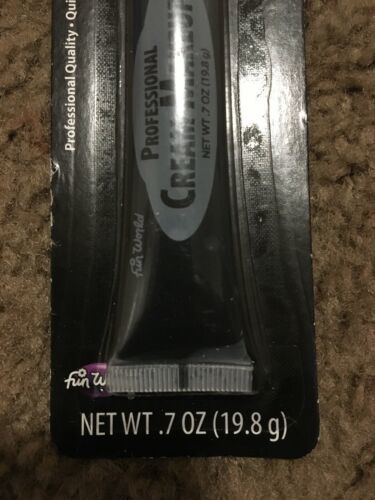 Professional Quality • Qui
PROFESSIONAL
CREAM MAKEUP
NET WT .7 OZ (19.8 g)
fun world
fun W
NET WT .7 OZ (19.8 g)